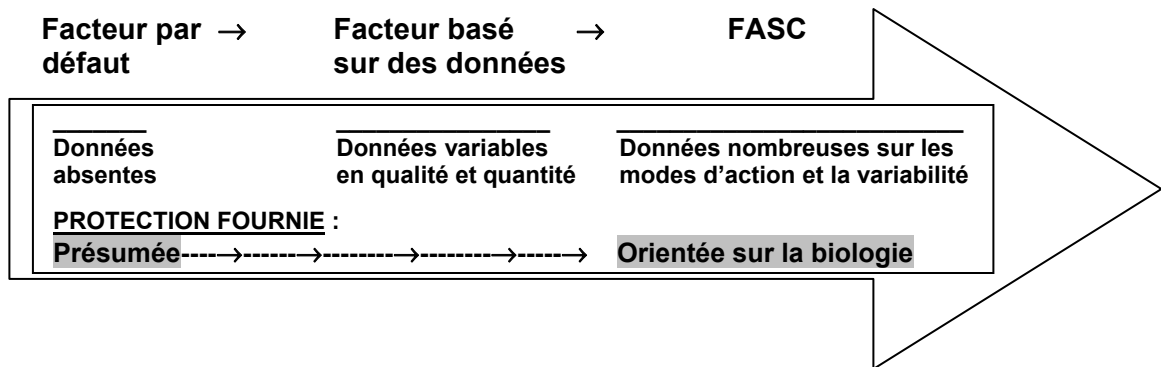 Facteur par → Facteur basé → FASC
défaut sur des données
Données Données variables Données nombreuses sur les
absentes en qualité et quantité modes d'action et la variabilité
PROTECTION FOURNIE :
Présumée----→------→--------→--------→-----→ Orientée sur la biologie